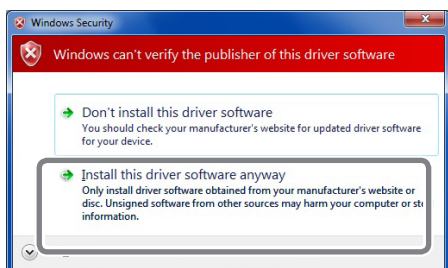 Windows Security
Windows can't verify the publisher of this driver software
Don't install this driver software
You should check your manufacturer's website for updated driver software
for your device.
Install this driver software anyway
Only install driver software obtained from your manufacturer's website or
disc. Unsigned software from other sources may harm your computer or
information.